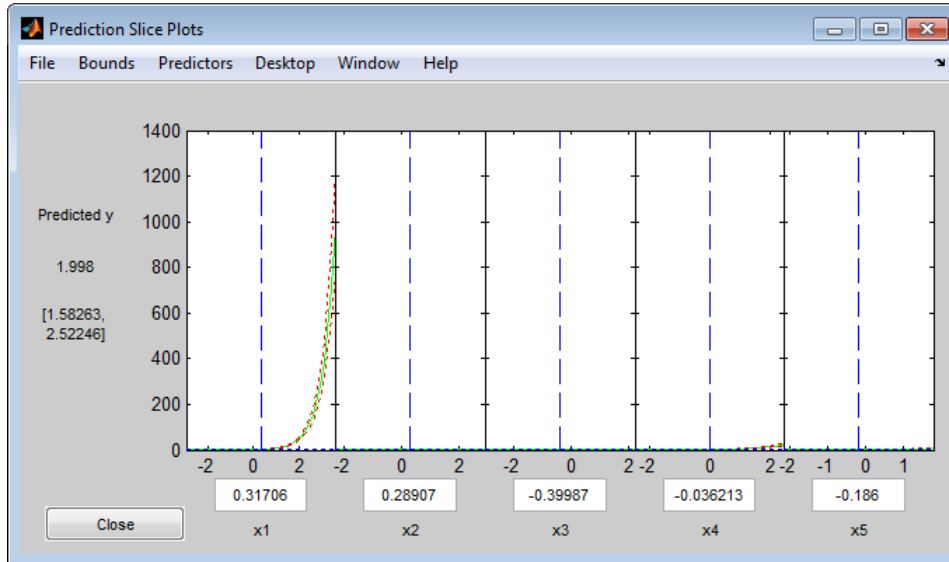 Prediction Slice Plots
File Bounds Predictors Desktop Window Help
1400
1200
1000
800
600
400
200
0
Predicted y
1.998
[1.58263,
2.52246]
-2 0 2 -2 0 2 -2 0 2 -2 0 2 -2 -1 0 1
0.31706 0.28907 -0.39987 -0.036213 -0.186
Close x1 x2 x3 x4 x5